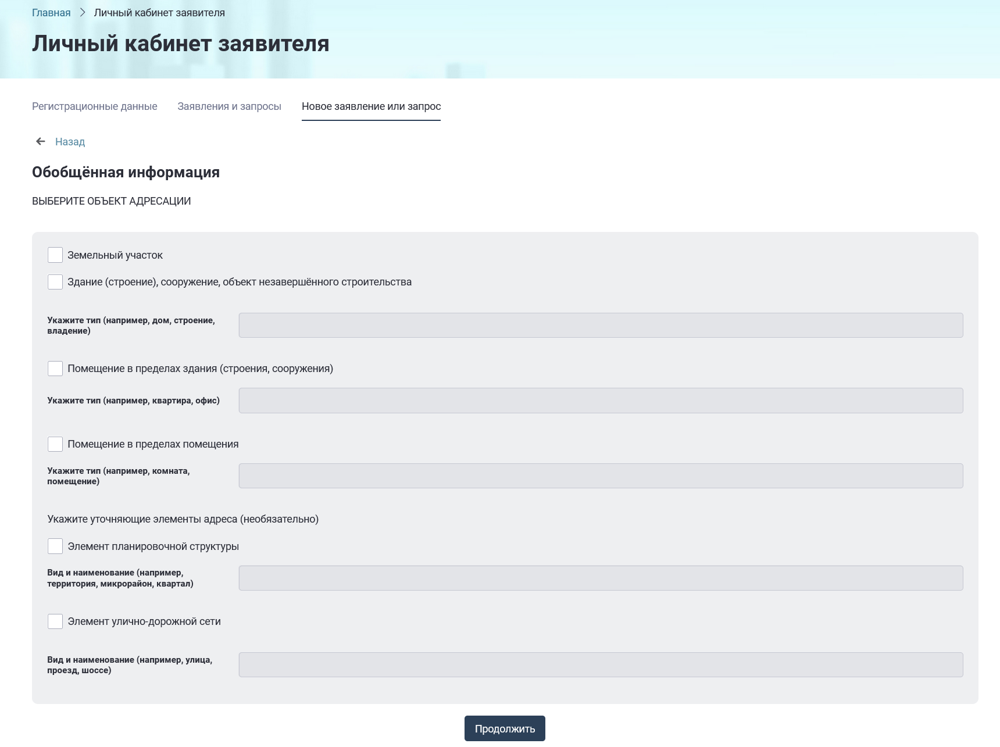 Главная > Личный кабинет заявителя
Личный кабинет заявителя
Регистрационные данные Заявления и запросы Новое заявление или запрос
Назад
Обобщённая информация
ВЫБЕРИТЕ ОБЪЕКТ АДРЕСАЦИИ
Земельный участок
Здание (строение), сооружение, объект незавершённого строительства
Укажите тип (например, дом, строение,
владение)
Помещение в пределах здания (строения, сооружения)
Укажите тип (например, квартира, офис)
Помещение в пределах помещения
Укажите тип (например, комната,
помещение)
Укажите уточняющие элементы адреса (необязательно)
Элемент планировочной структуры
Вид и наименование (например,
территория, микрорайон, квартал)
Элемент улично-дорожной сети
Вид и наименование (например, улица,
проезд, шоссе)
Продолжить